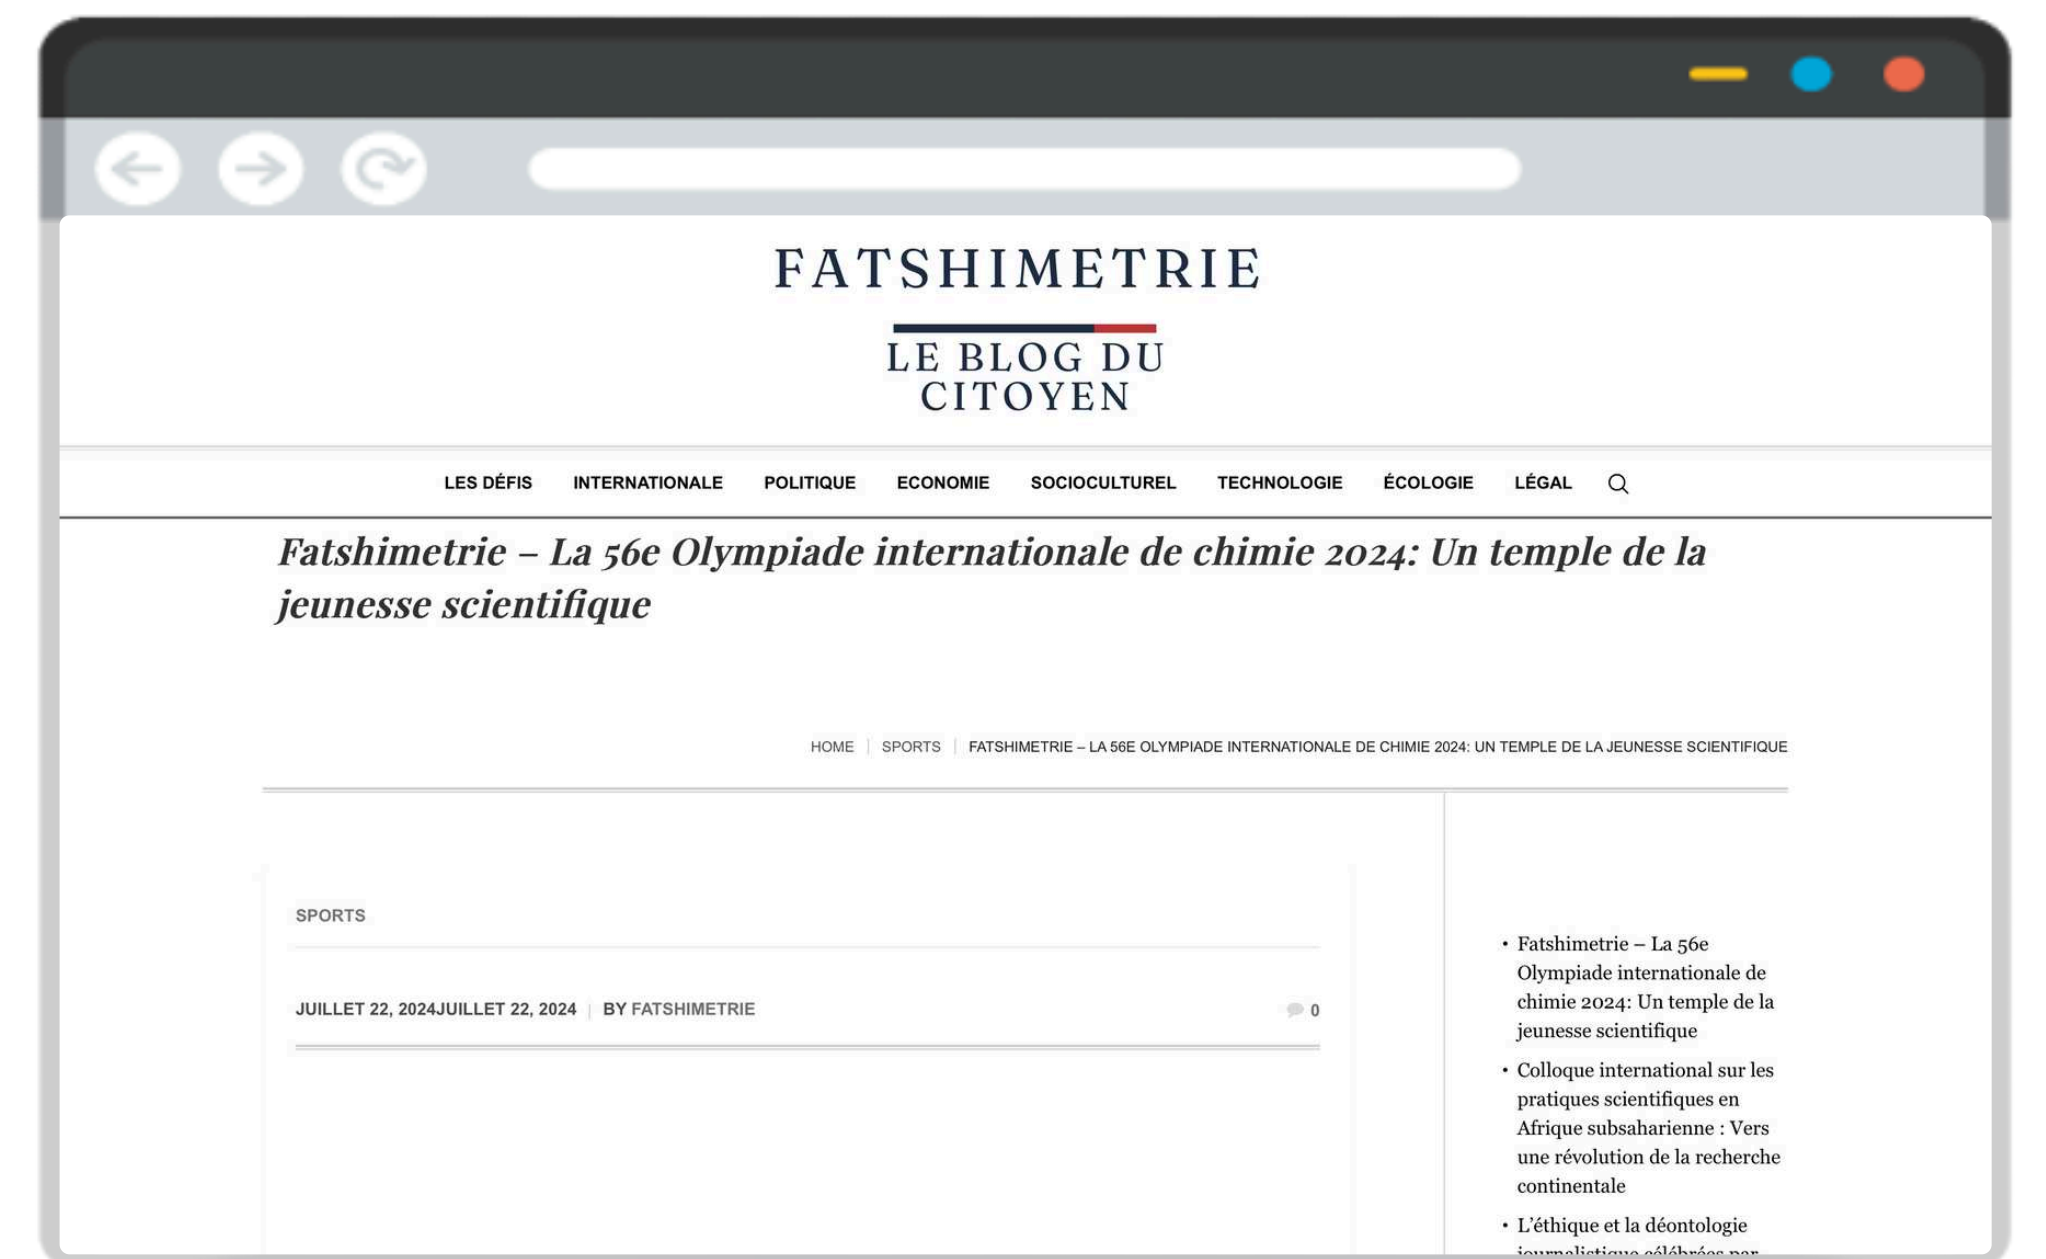 FATSHIMETRIE
LE BLOG DU
CITOYEN
LES DÉFIS INTERNATIONALE POLITIQUE ECONOMIE SOCIOCULTUREL TECHNOLOGIE ÉCOLOGIE LÉGAL
Fatshimetrie – La 56e Olympiade internationale de chimie 2024: Un temple de la
jeunesse scientifique
HOME SPORTS FATSHIMETRIE – LA 56E OLYMPIADE INTERNATIONALE DE CHIMIE 2024: UN TEMPLE DE LA JEUNESSE SCIENTIFIQUE
SPORTS
JUILLET 22, 2024JUILLET 22, 2024 BY FATSHIMETRIE 0
• Fatshimetrie – La 56e
Olympiade internationale de
chimie 2024: Un temple de la
jeunesse scientifique
• Colloque international sur les
pratiques scientifiques en
Afrique subsaharienne : Vers
une révolution de la recherche
continentale
• L’éthique et la déontologie
journalistique célébrées par